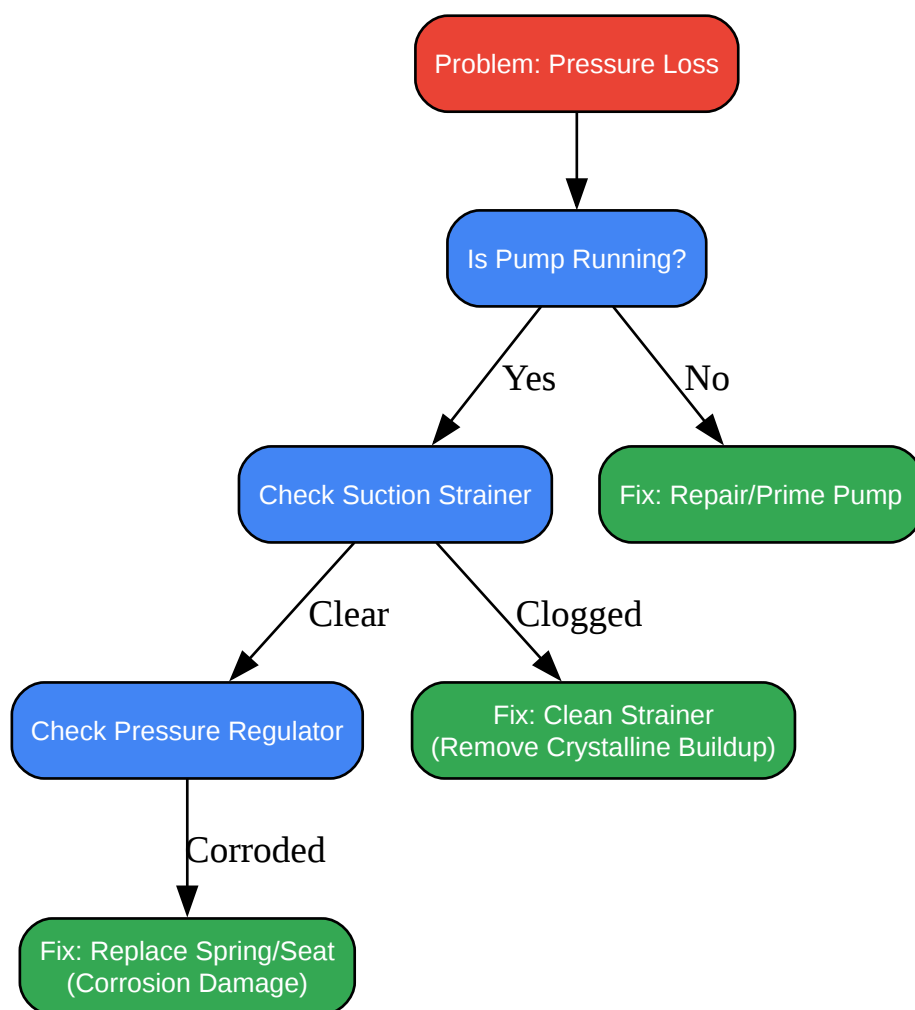 Problem: Pressure Loss
Is Pump Running?
Yes
No
Check Suction Strainer
Fix: Repair/Prime Pump
Clear
Clogged
Check Pressure Regulator
Fix: Clean Strainer
(Remove Crystalline Buildup)
Corroded
Fix: Replace Spring/Seat
(Corrosion Damage)